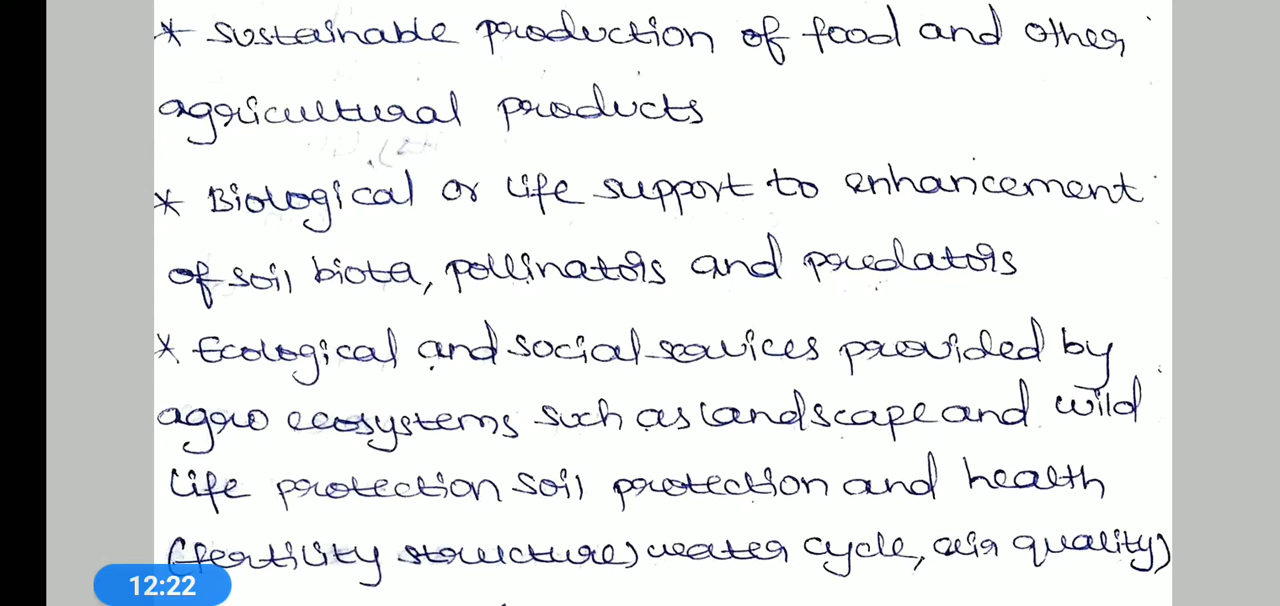 * Sustainable production of food and other
agricultural products
* Biological or life support to enhancement
of soil biota, pollinators and predators
* Ecological and social services provided by
agro ecosystems such as landscape and wild
life protection soil protection and health
(fertility structure) water cycle, air quality)
12:22